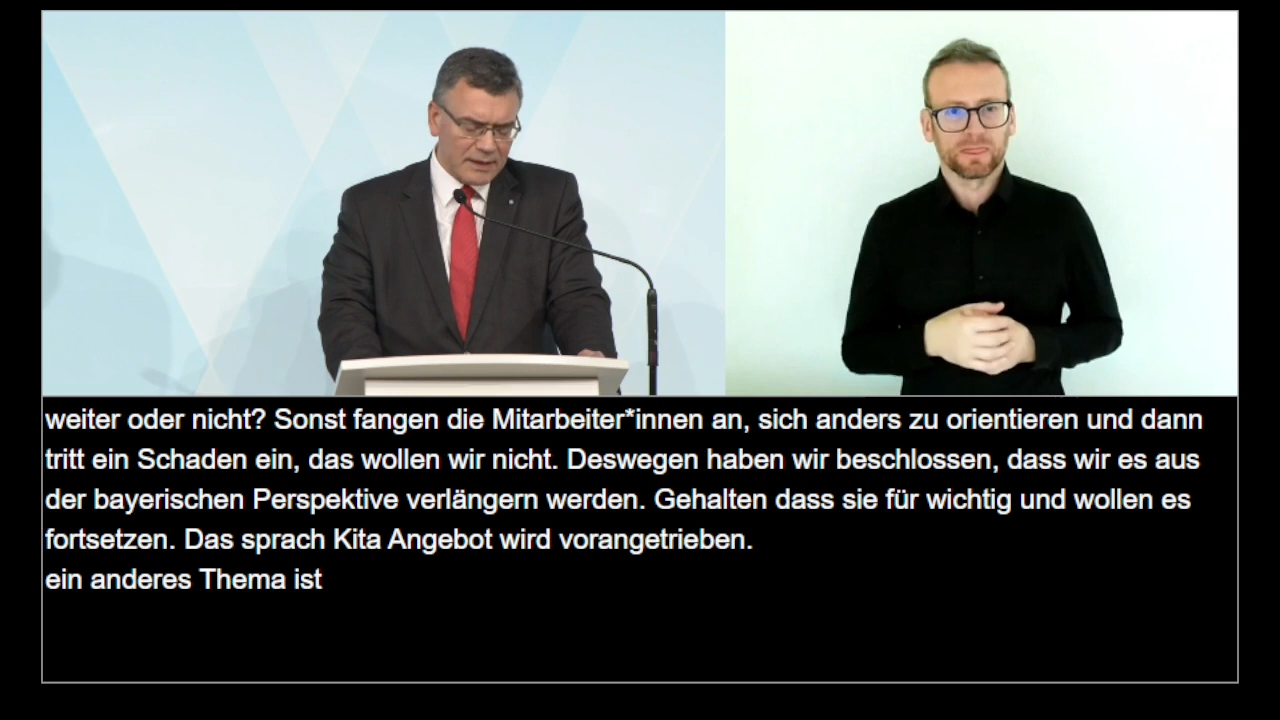 weiter oder nicht? Sonst fangen die Mitarbeiter*innen an, sich anders zu orientieren und dann
tritt ein Schaden ein, das wollen wir nicht. Deswegen haben wir beschlossen, dass wir es aus
der bayerischen Perspektive verlängern werden. Gehalten dass sie für wichtig und wollen es
fortsetzen. Das sprach Kita Angebot wird vorangetrieben.
ein anderes Thema ist